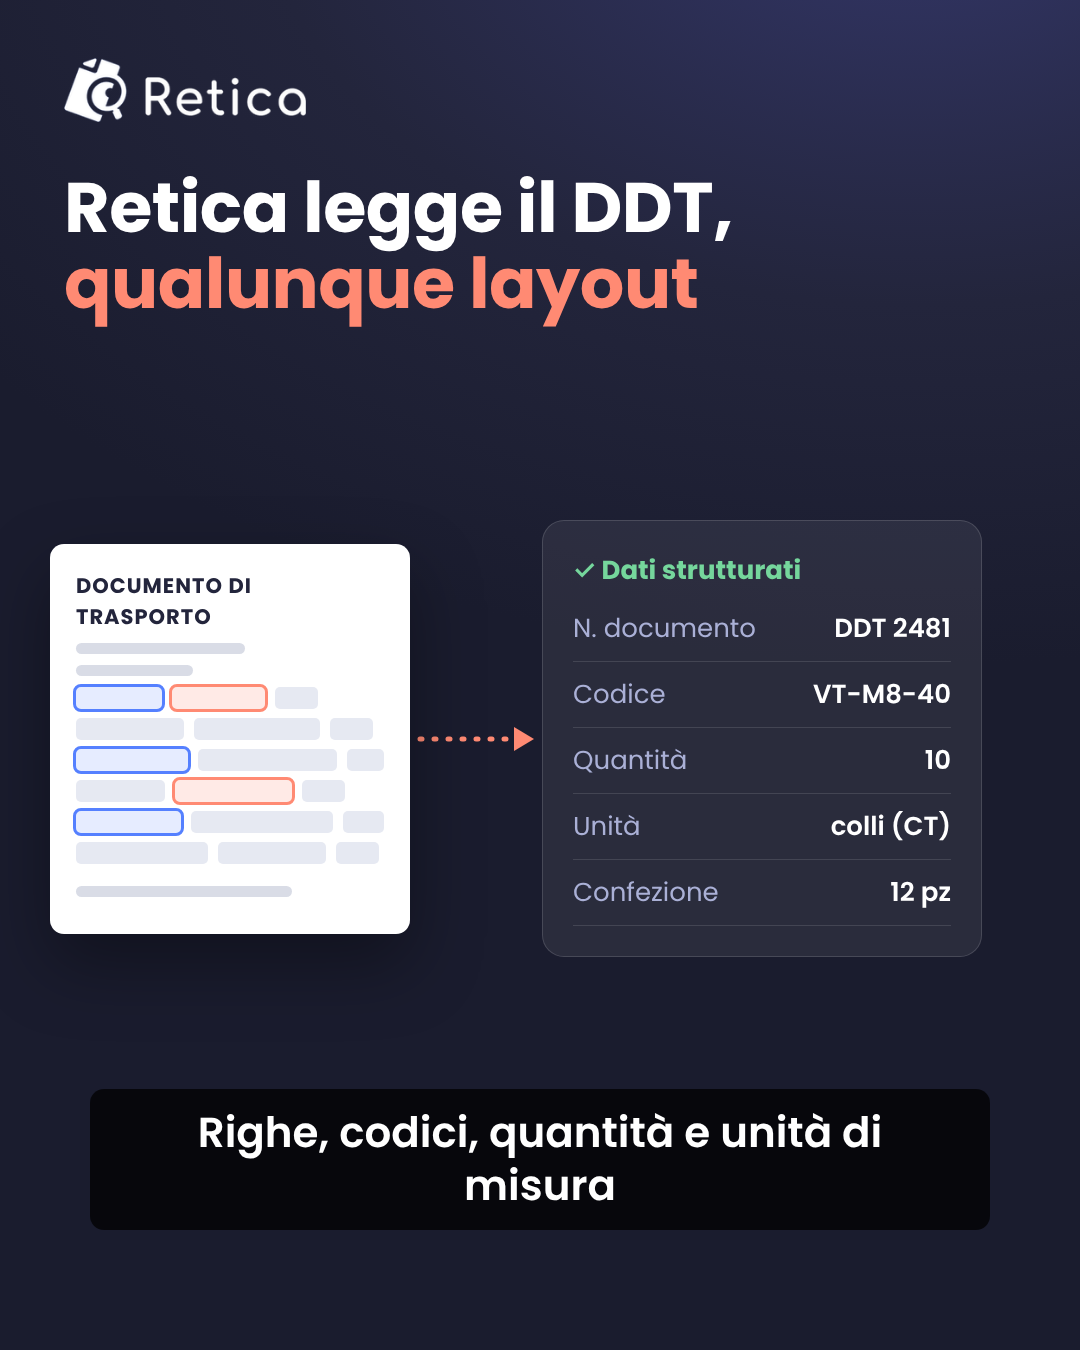 Retica
Retica legge il DDT,
qualunque layout
DOCUMENTO DI
TRASPORTO
✓ Dati strutturati
N. documento DDT 2481
Codice VT-M8-40
Quantità 10
Unità colli (CT)
Confezione 12 pz
Righe, codici, quantità e unità di
misura